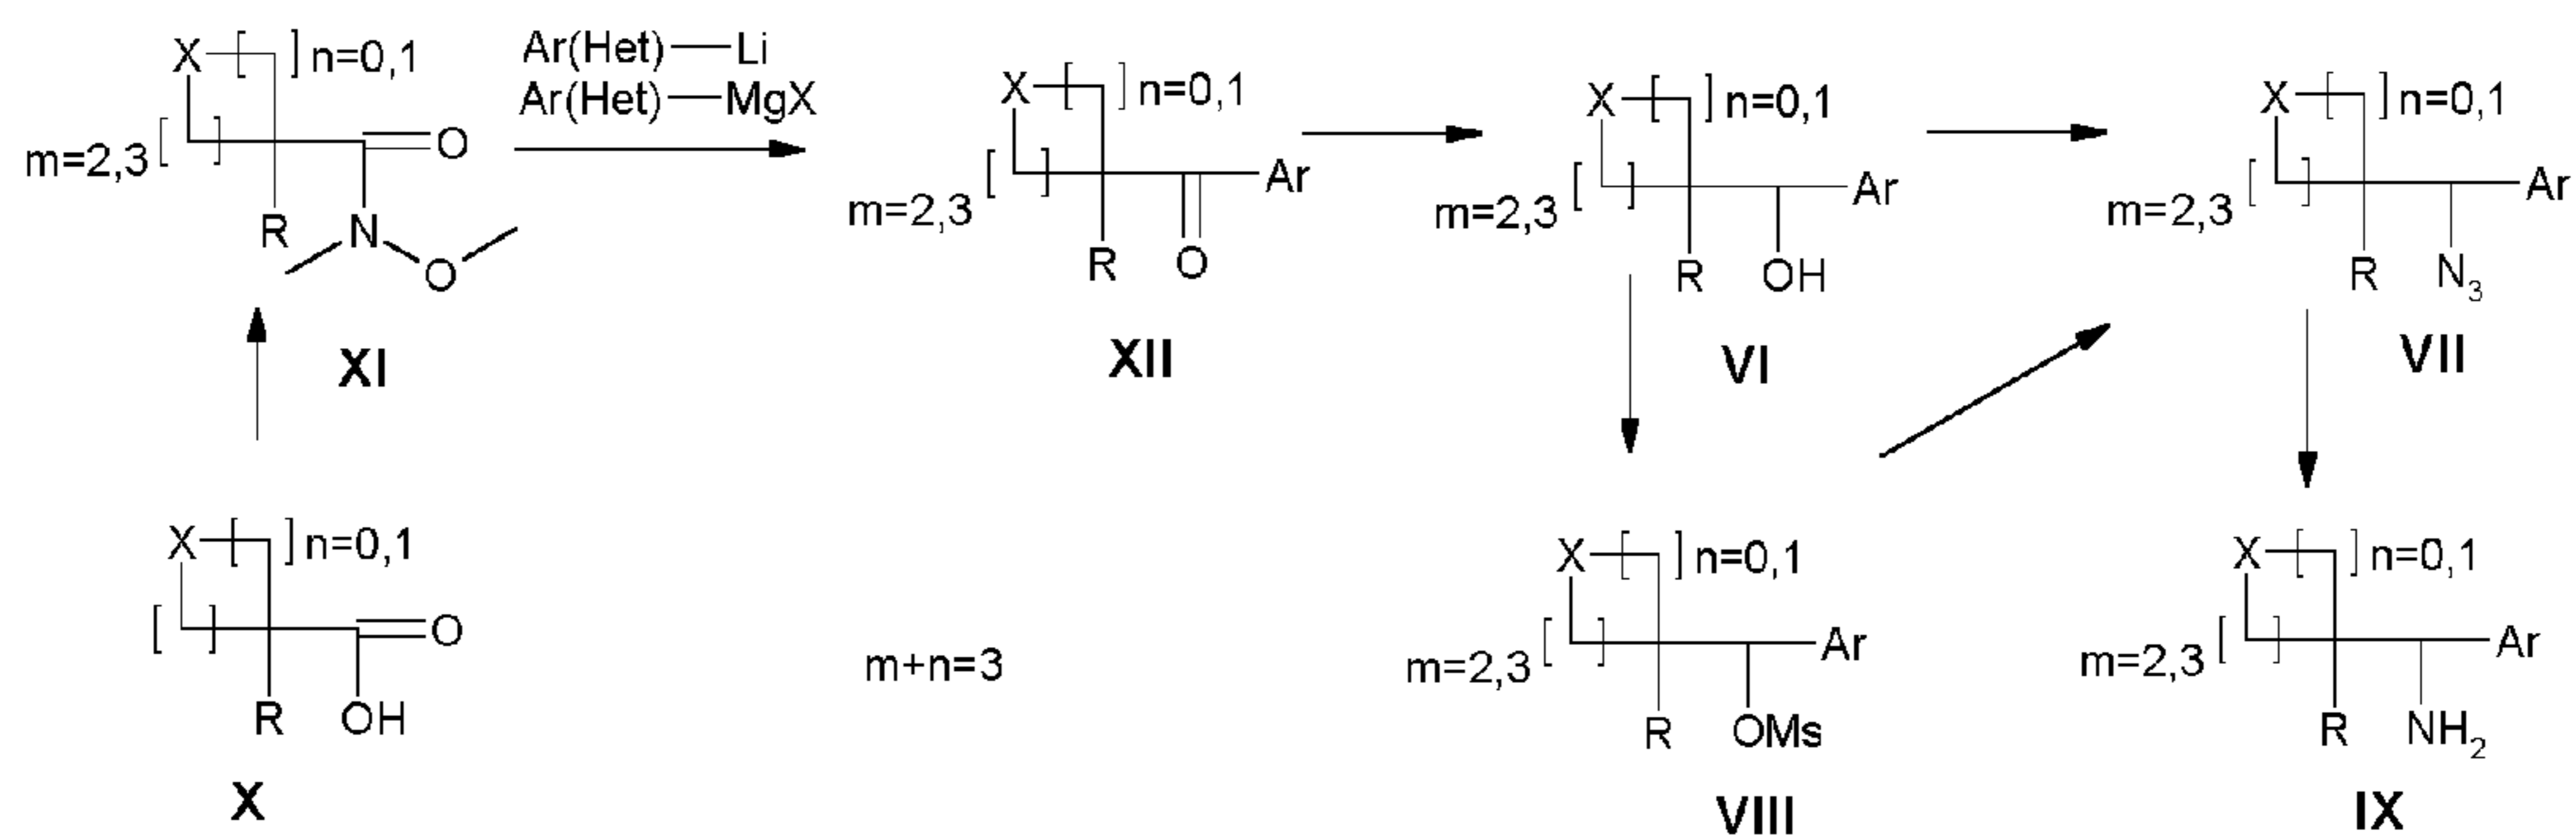 X [ ] n=0,1
m=2,3 [ ]
O
R
N
O
XI
Ar(Het)—Li
Ar(Het)—MgX
X [ ] n=0,1
m=2,3 [ ]
Ar
R
O
XII
X [ ] n=0,1
m=2,3 [ ]
Ar
R
OH
VI
X [ ] n=0,1
m=2,3 [ ]
Ar
R
N3
VII
X [ ] n=0,1
[ ]
O
R
OH
X
m+n=3
X [ ] n=0,1
m=2,3 [ ]
Ar
R
OMs
VIII
X [ ] n=0,1
m=2,3 [ ]
Ar
R
NH2
IX